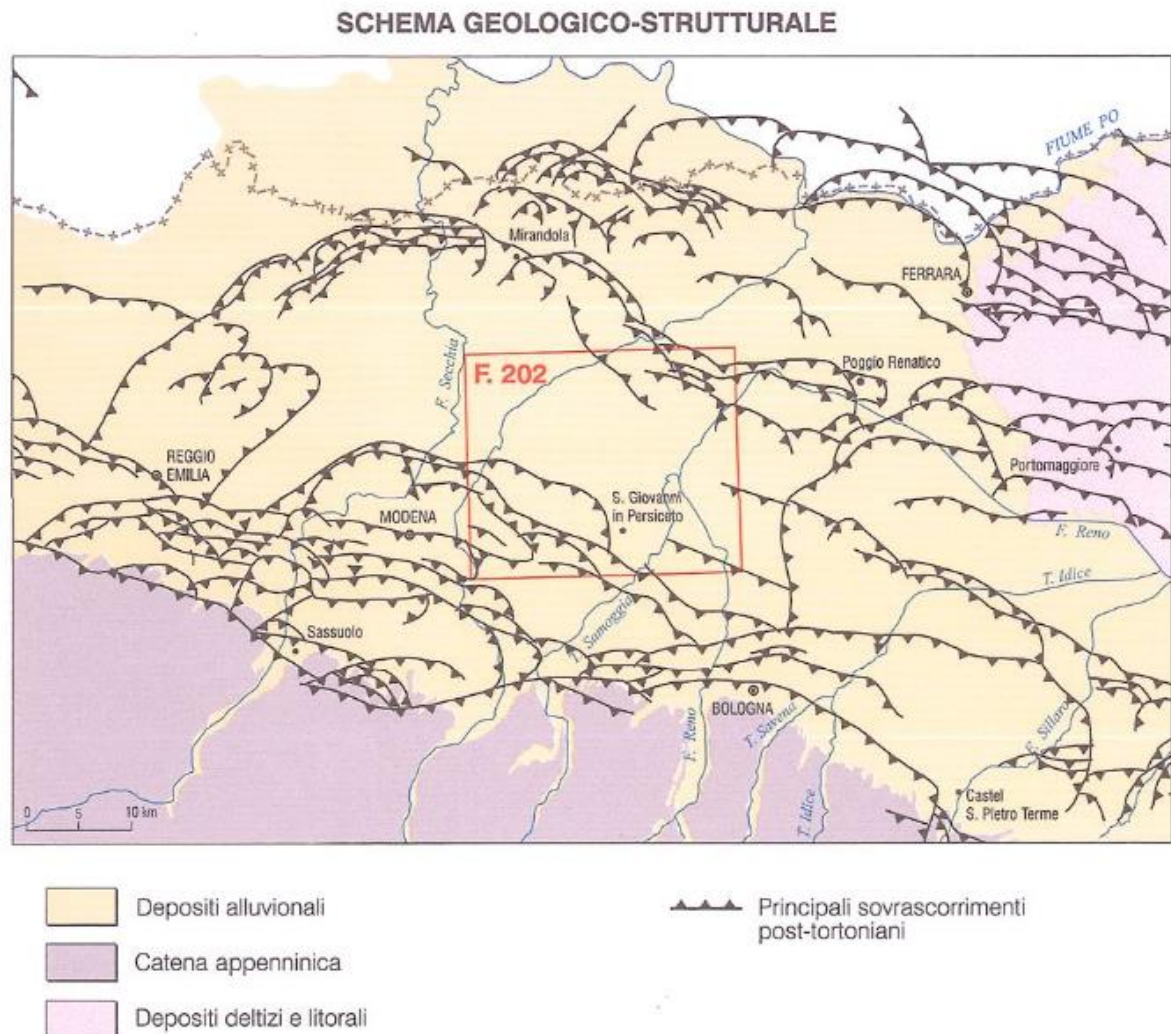 SCHEMA GEOLOGICO-STRUTTURALE
FIUME PO
Mirandola
FERRARA
F. Secchia
F. 202
Poggio Renatico
REGGIO
EMILIA
Portomaggiore
MODENA
S. Giovanni
in Persiceto
F. Reno
T. Idice
Samoggia
Sassuolo
BOLOGNA
F. Reno
T. Savena
F. Sillaro
Castel
S. Pietro Terme
T. Idice
0 5 10 km
Depositi alluvionali
Catena appenninica
Depositi deltizi e litorali
Principali sovrascorrimenti
post-tortoniani